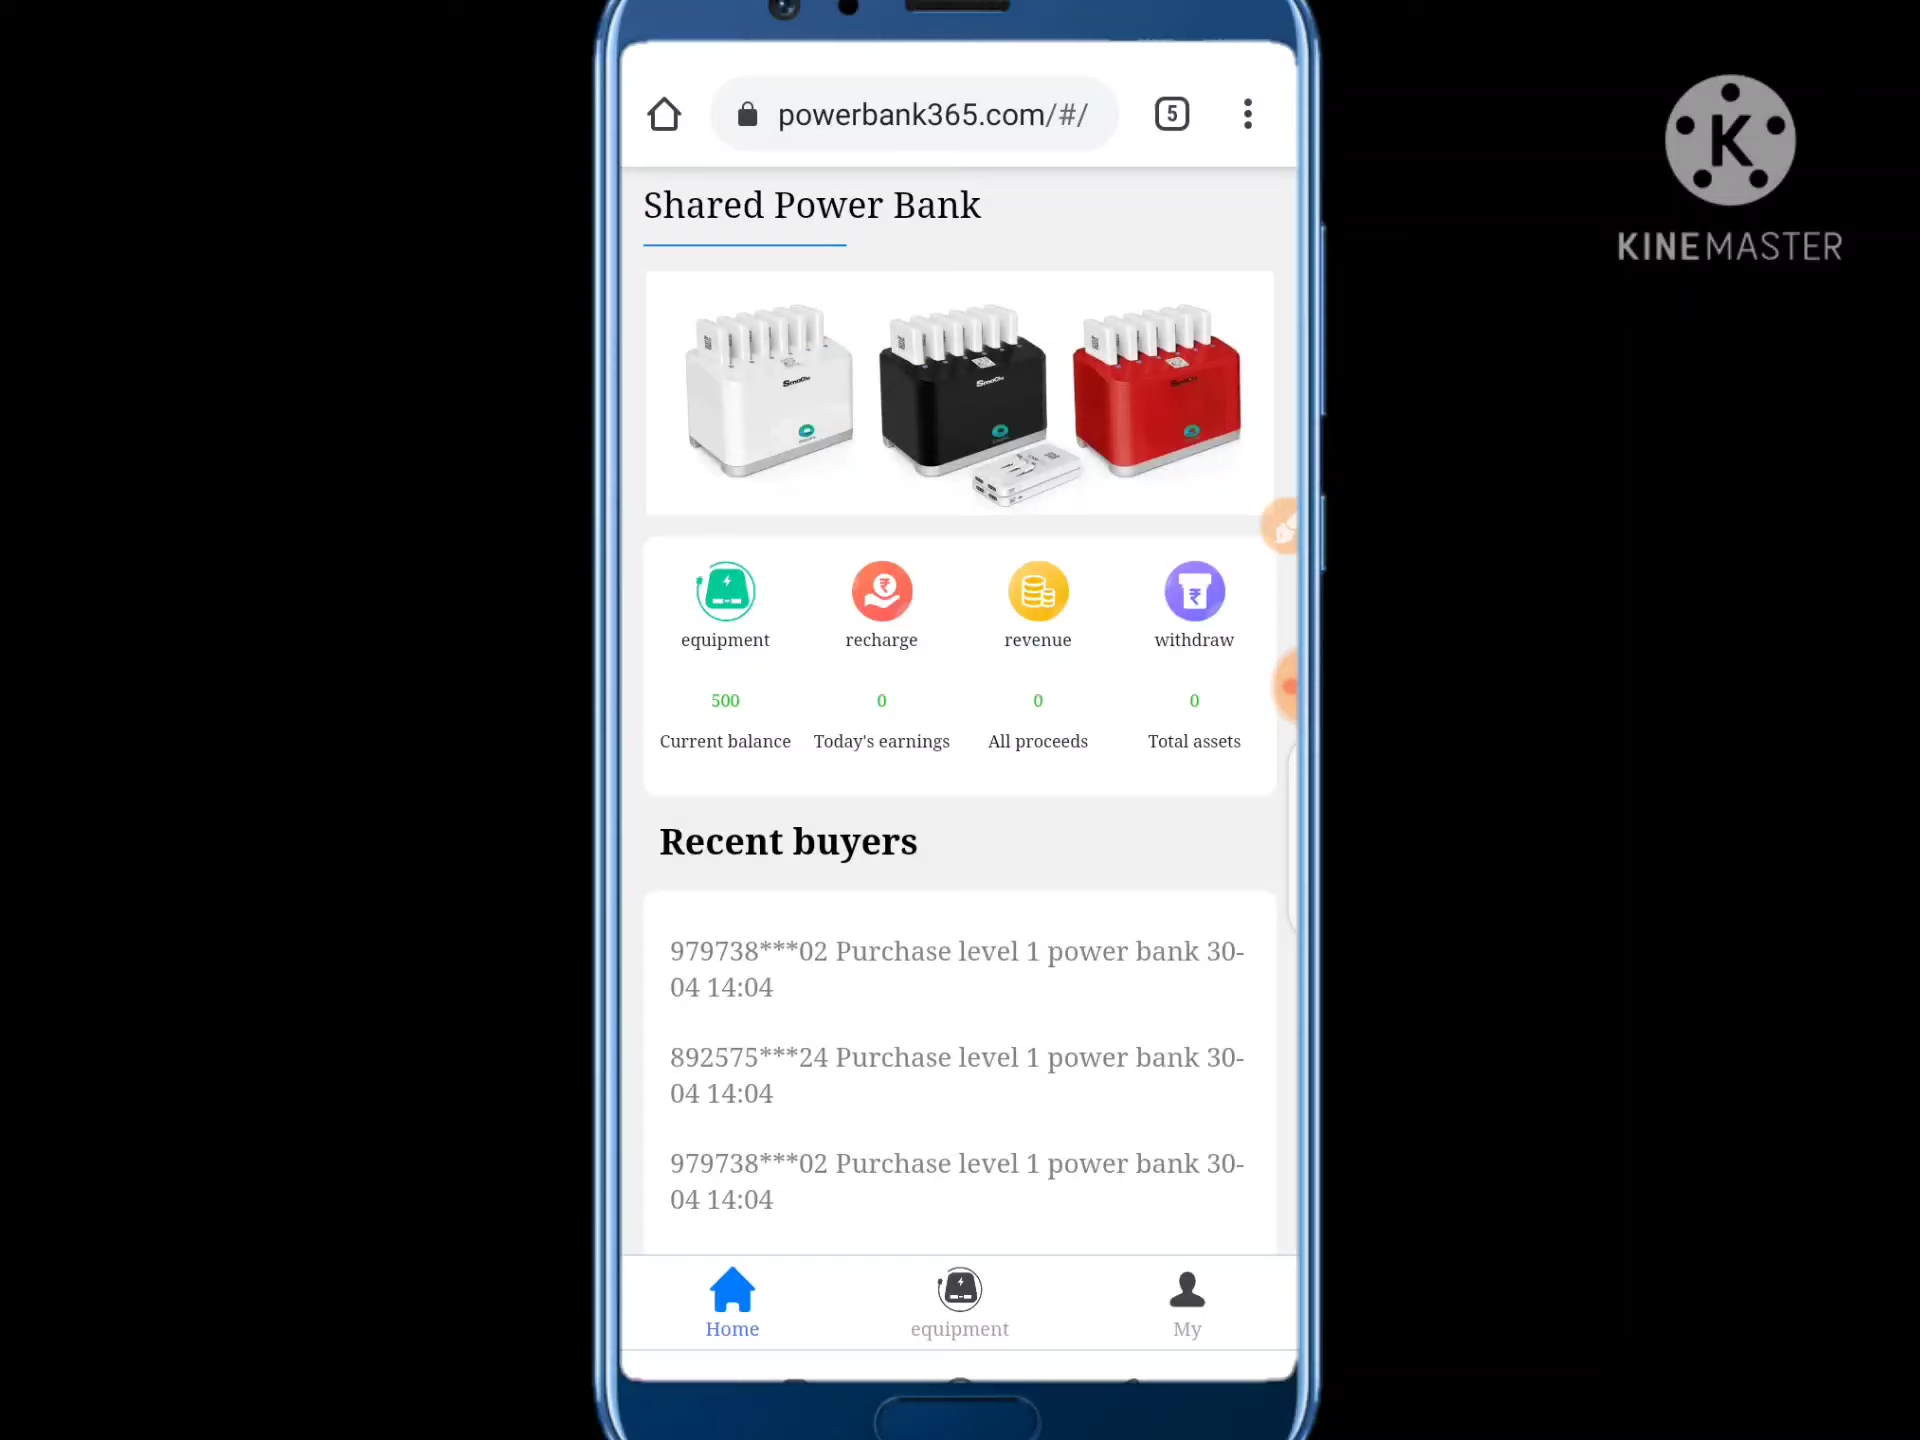 powerbank365.com/#/
5
K
KINEMASTER
Shared Power Bank
equipment
recharge
revenue
withdraw
500
0
0
0
Current balance
Today's earnings
All proceeds
Total assets
Recent buyers
979738***02 Purchase level 1 power bank 30-
04 14:04
892575***24 Purchase level 1 power bank 30-
04 14:04
979738***02 Purchase level 1 power bank 30-
04 14:04
Home
equipment
My